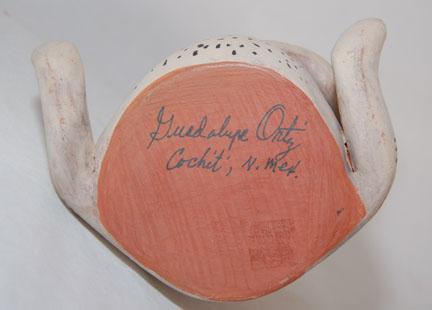 Guadalupe Ortiz
Cochiti, N. Mex.